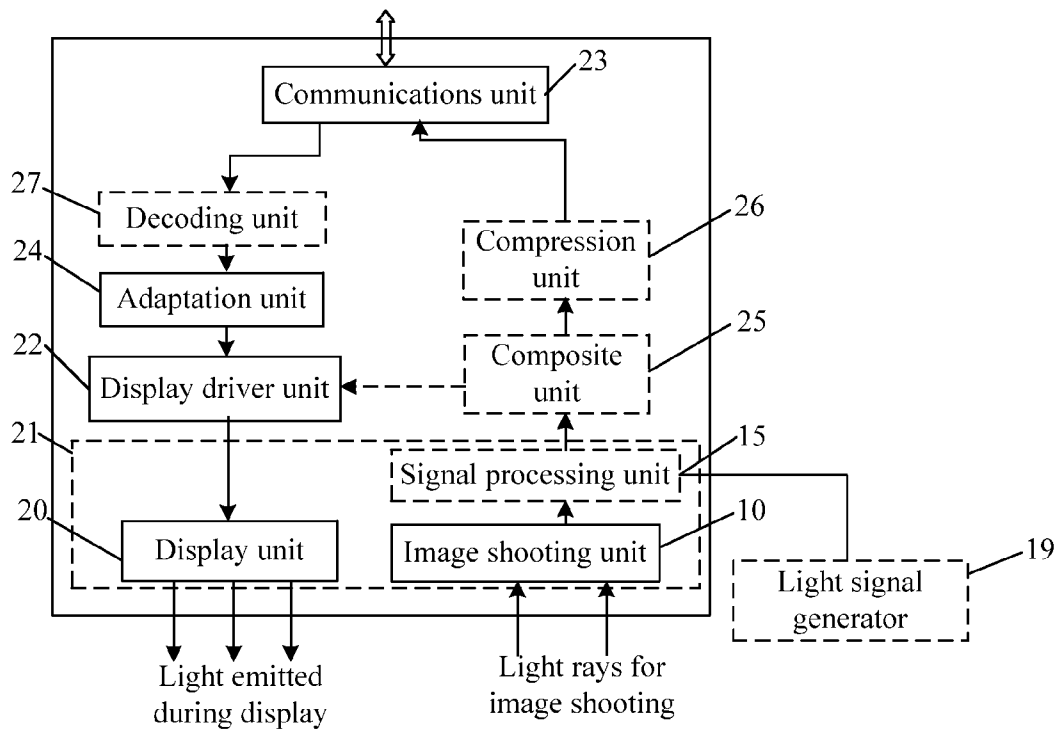 23
Communications unit
27
Decoding unit
26
Compression
unit
24
Adaptation unit
25
Composite
unit
22
Display driver unit
21
15
Signal processing unit
20
Display unit
10
Image shooting unit
19
Light signal
generator
Light emitted
during display
Light rays for
image shooting